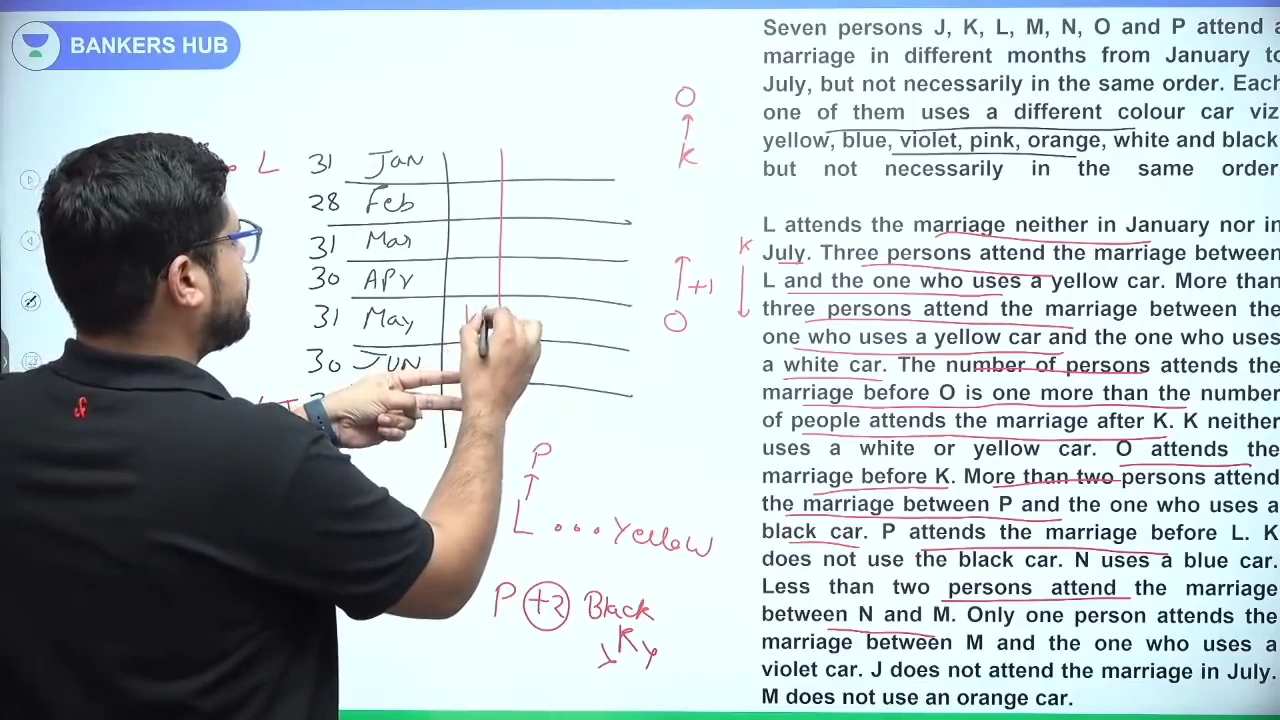 BANKERS HUB
Seven persons J, K, L, M, N, O and P attend a
marriage in different months from January to
July, but not necessarily in the same order. Each
one of them uses a different colour car viz
yellow, blue, violet, pink, orange, white and black
but not necessarily in the same order
L attends the marriage neither in January nor in
July. Three persons attend the marriage between
L and the one who uses a yellow car. More than
three persons attend the marriage between the
one who uses a yellow car and the one who uses
a white car. The number of persons attends the
marriage before O is one more than the number
of people attends the marriage after K. K neither
uses a white or yellow car. O attends the
marriage before K. More than two persons attend
the marriage between P and the one who uses a
black car. P attends the marriage before L. K
does not use the black car. N uses a blue car.
Less than two persons attend the marriage
between N and M. Only one person attends the
marriage between M and the one who uses a
violet car. J does not attend the marriage in July.
M does not use an orange car.
L
31 Jan
28 Feb
31 Mar
30 APr
31 May
30 JUN
O
K
K
+1
O
P
L ... Yellow
P +2 Black
K